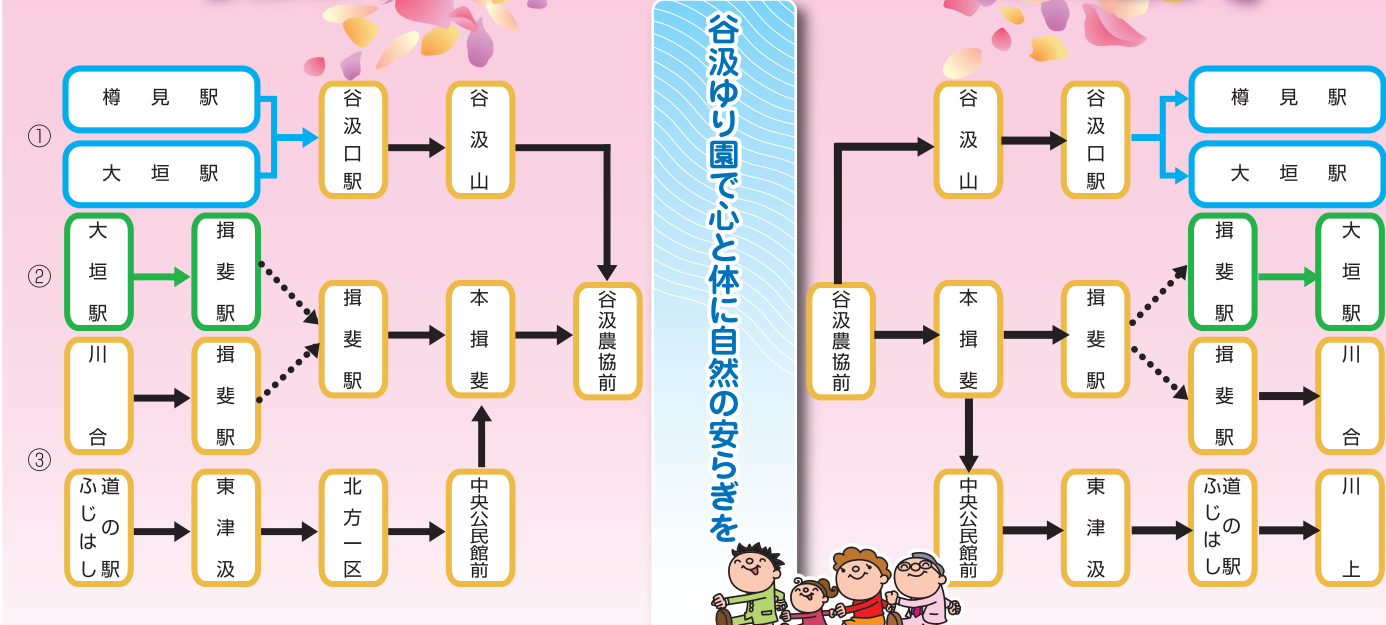 ①
樽見駅
大垣駅
谷汲口駅
谷汲山
②
大垣駅
揖斐駅
川合
揖斐駅
揖斐駅
本揖斐
谷汲農協前
③
道の駅
ふじはし
東津汲
北方一区
中央公民館前
谷汲ゆり園で心と体に自然の安らぎを
谷汲農協前
谷汲山
谷汲口駅
樽見駅
大垣駅
本揖斐
揖斐駅
揖斐駅
大垣駅
揖斐駅
川合
中央公民館前
東津汲
道の駅
ふじはし
川上